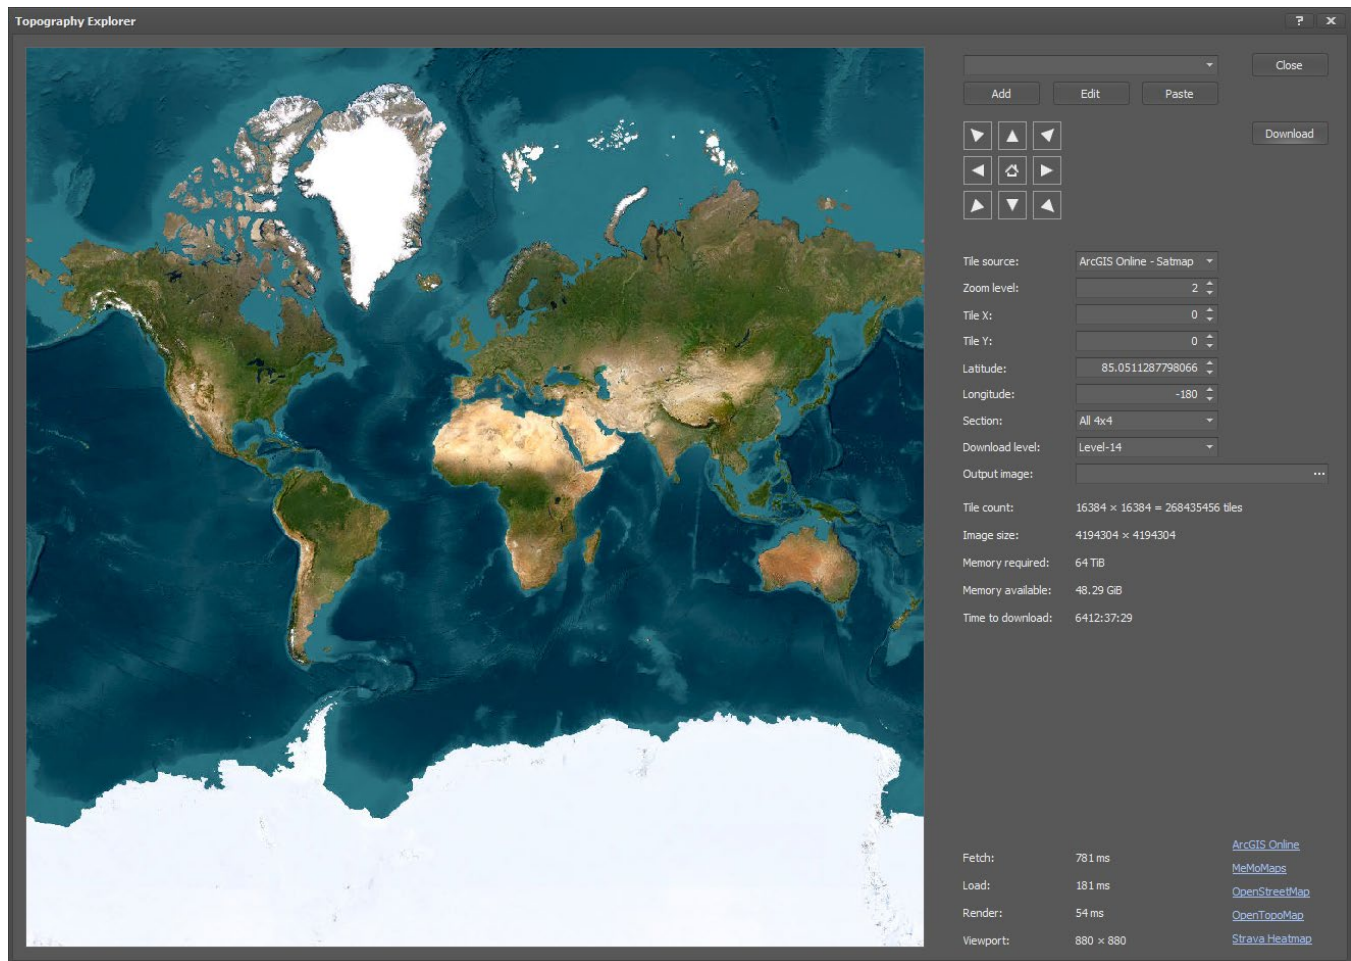 Topography Explorer
Close
Add Edit Paste
Download
Tile source: ArcGIS Online - Satmap
Zoom level: 2
Tile X: 0
Tile Y: 0
Latitude: 85.0511287798066
Longitude: -180
Section: All 4x4
Download level: Level-14
Output image: ...
Tile count: 16384 × 16384 = 268435456 tiles
Image size: 4194304 × 4194304
Memory required: 64 TiB
Memory available: 48.29 GiB
Time to download: 6412:37:29
Fetch: 781 ms
Load: 181 ms
Render: 54 ms
Viewport: 880 × 880
ArcGIS Online
MeMoMaps
OpenStreetMap
OpenTopoMap
Strava Heatmap